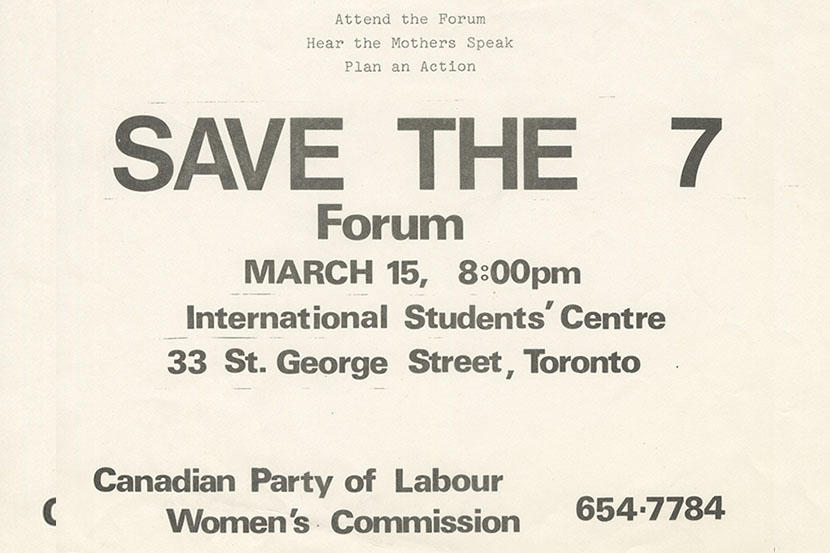 Attend the Forum
Hear the Mothers Speak
Plan an Action
SAVE THE 7
Forum
MARCH 15, 8:00pm
International Students' Centre
33 St. George Street, Toronto
Canadian Party of Labour
Women's Commission
654·7784